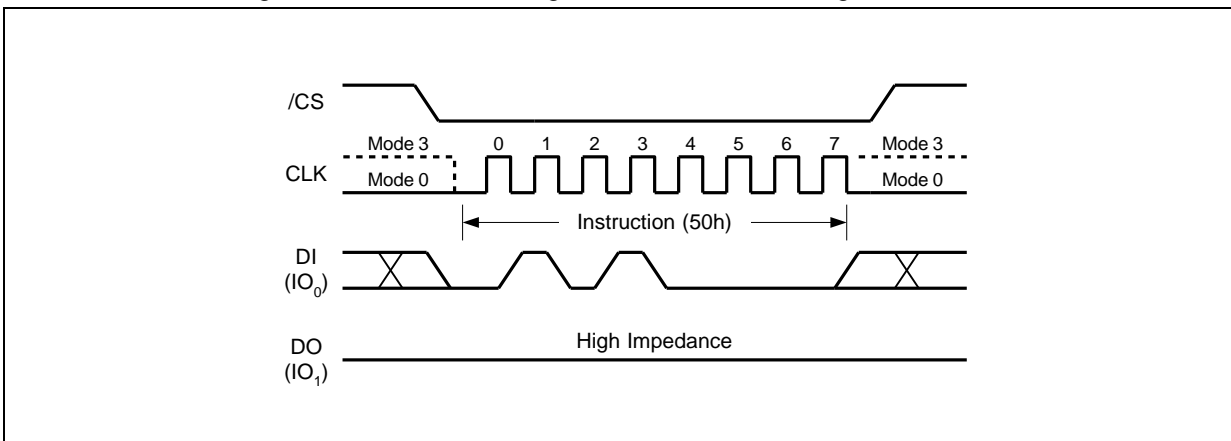 /CS
Mode 3 0 1 2 3 4 5 6 7 Mode 3
CLK
Mode 0 Mode 0
Instruction (50h)
DI
(IO0)
High Impedance
DO
(IO1)